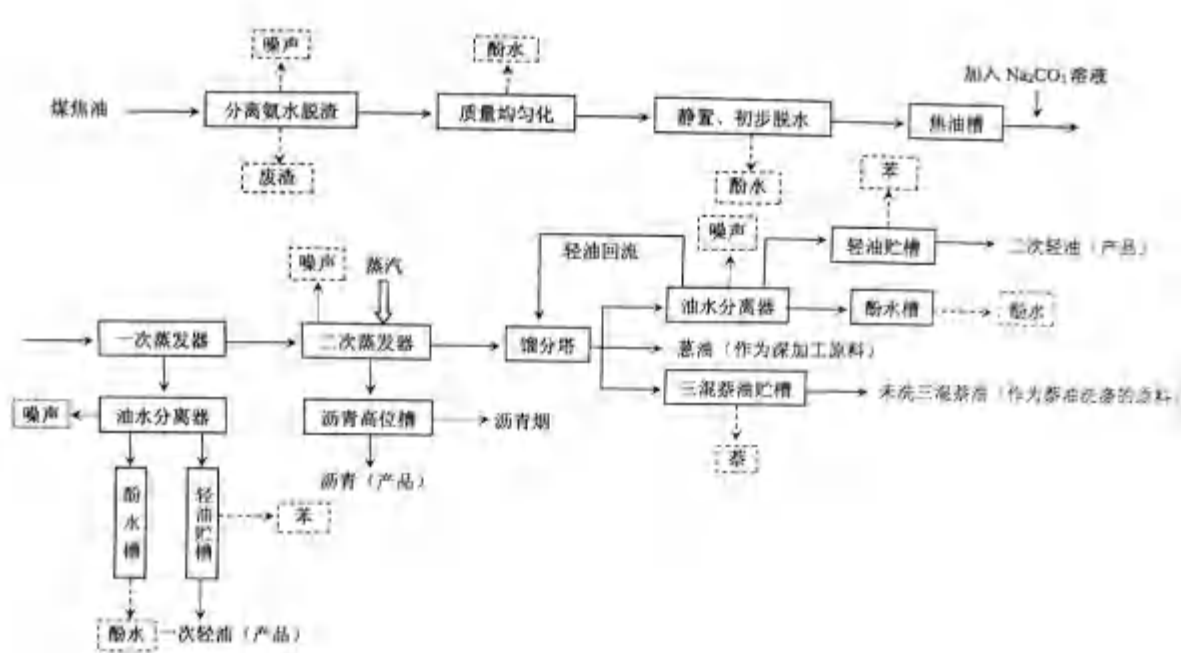 噪声
酚水
加入 Na₂CO₃ 溶液
煤焦油
分离氨水脱渣
质量均匀化
静置、初步脱水
焦油槽
废渣
酚水
苯
噪声
轻油回流
轻油贮槽
二次轻油（产品）
噪声
蒸汽
油水分离器
酚水槽
酚水
一次蒸发器
二次蒸发器
馏分塔
蒽油（作为深加工原料）
三混萘油贮槽
未洗三混萘油（作为萘油洗涤的原料）
噪声
油水分离器
沥青高位槽
沥青烟
萘
沥青（产品）
酚水槽
轻油贮槽
苯
酚水
一次轻油（产品）